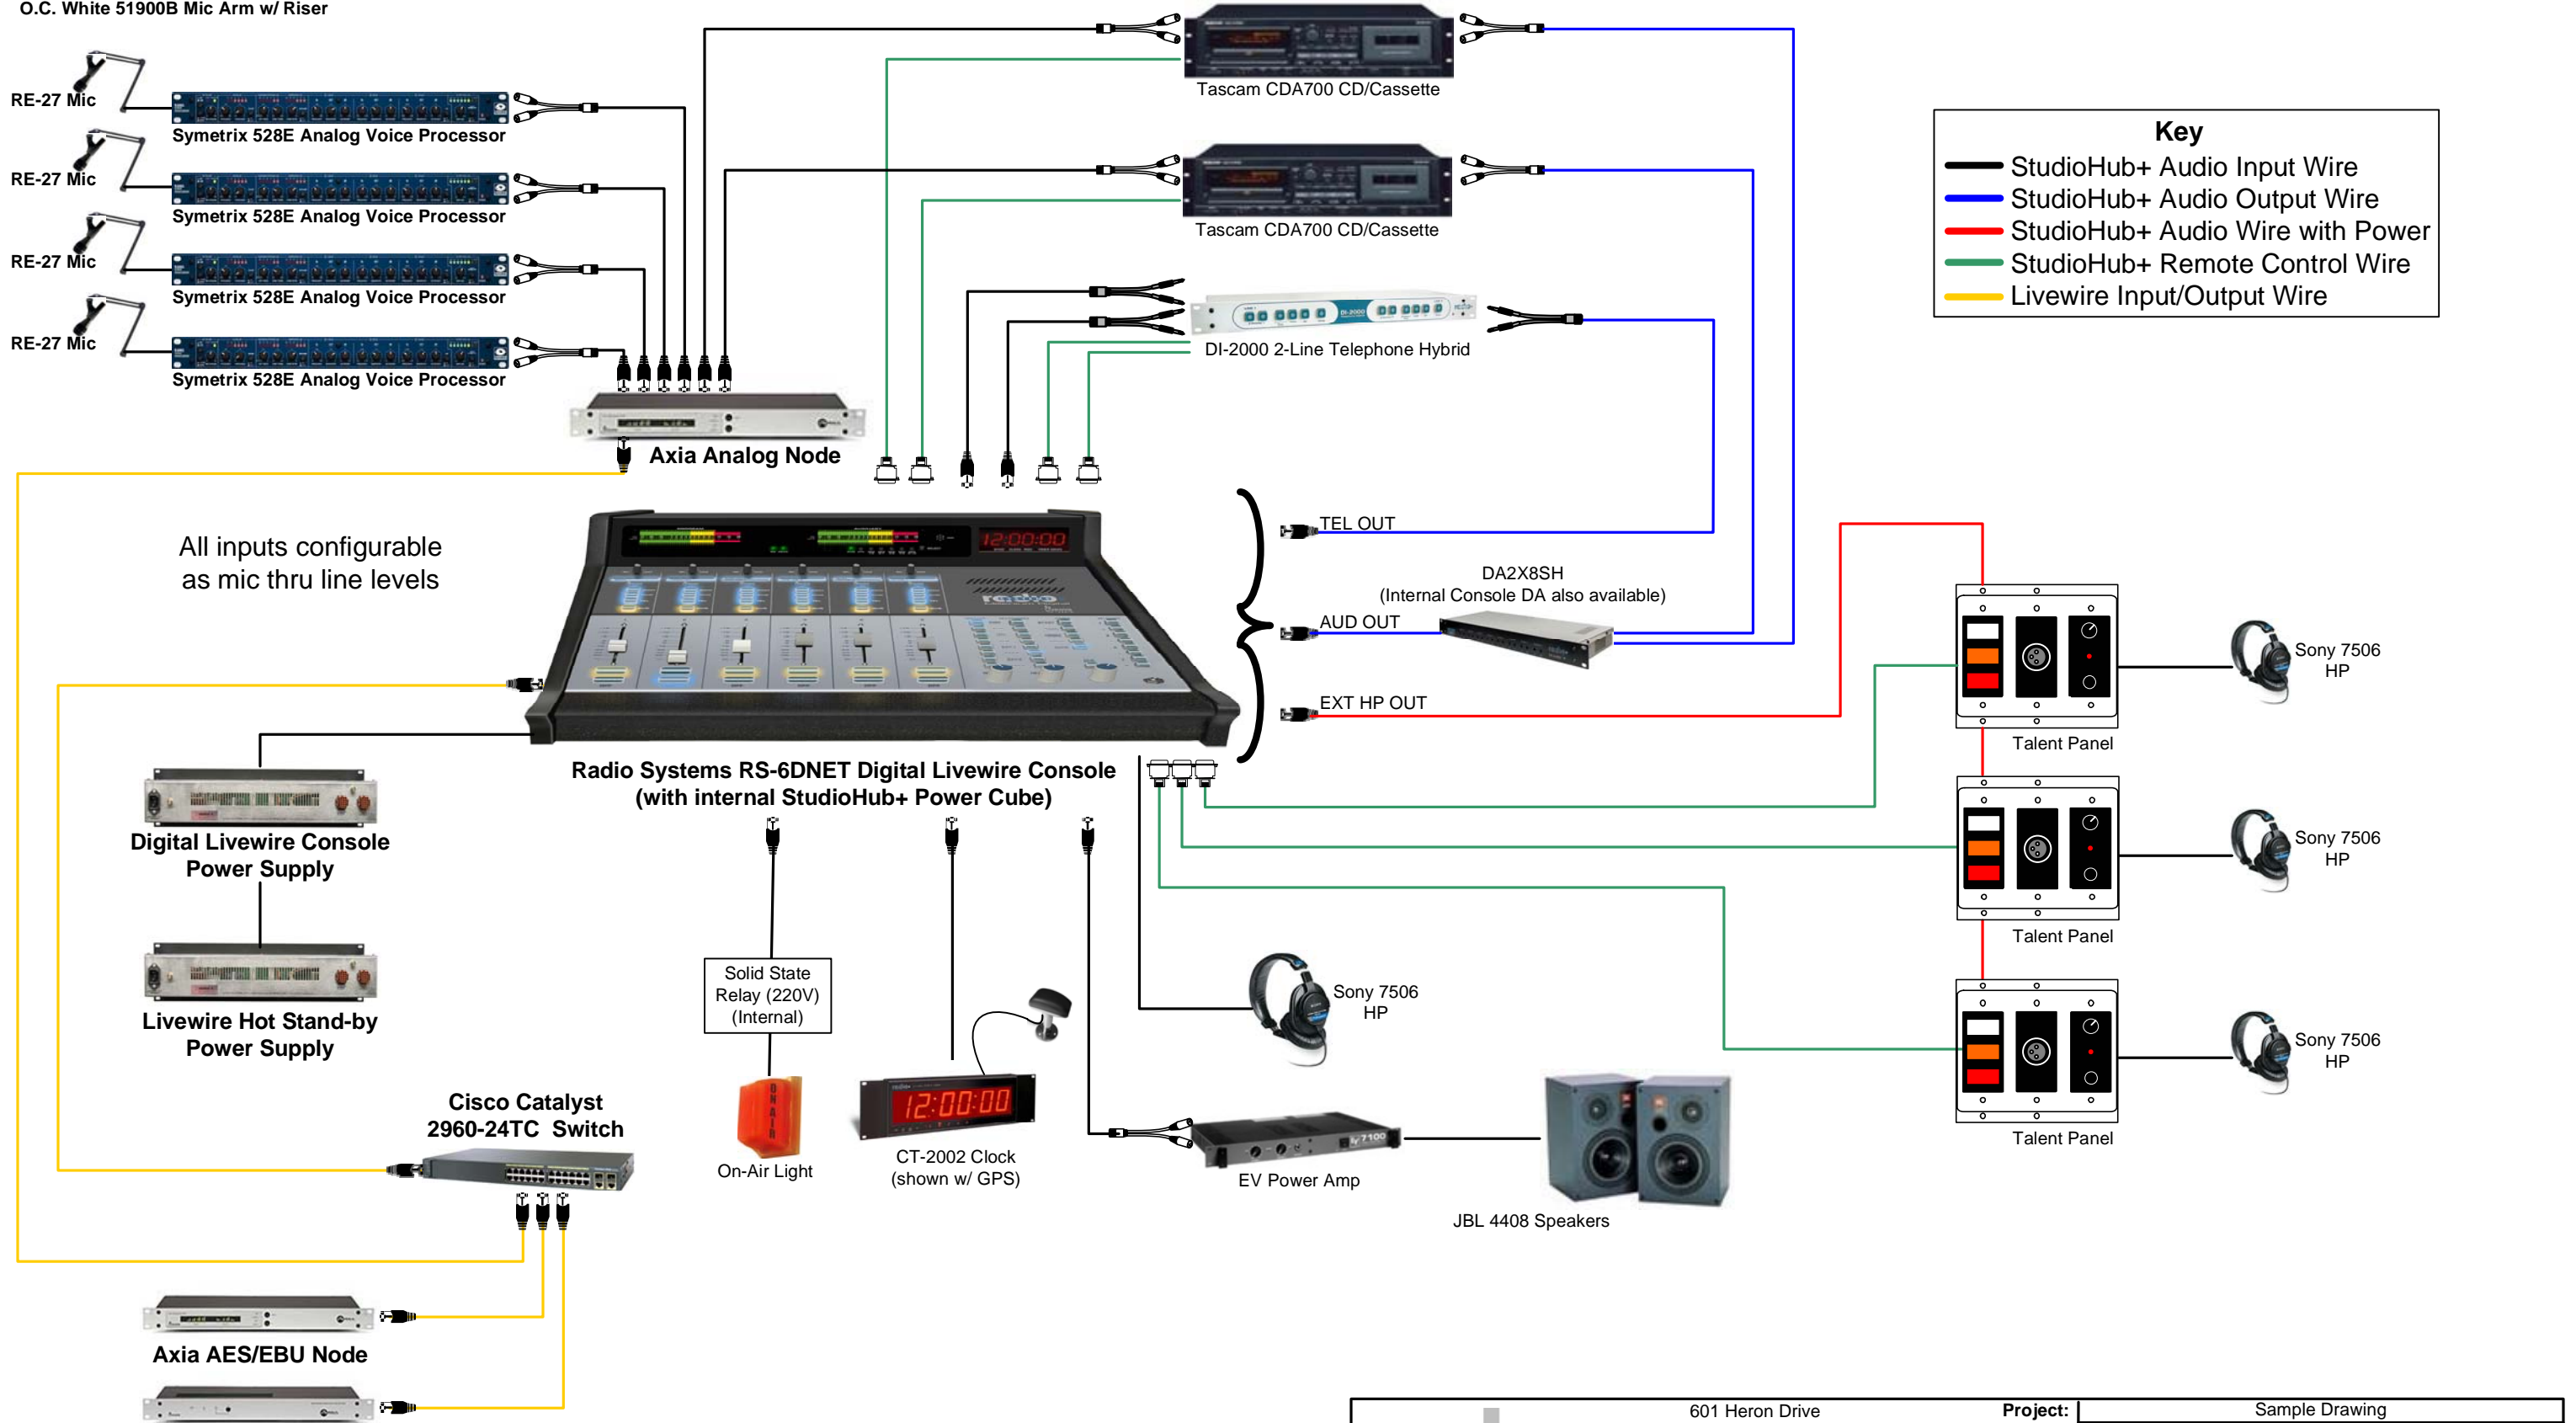 O.C. White 51900B Mic Arm w/ Riser
RE-27 Mic
Symetrix 528E Analog Voice Processor
RE-27 Mic
Symetrix 528E Analog Voice Processor
RE-27 Mic
Symetrix 528E Analog Voice Processor
RE-27 Mic
Symetrix 528E Analog Voice Processor
Tascam CDA700 CD/Cassette
Tascam CDA700 CD/Cassette
DI-2000
DI-2000 2-Line Telephone Hybrid
Key
StudioHub+ Audio Input Wire
StudioHub+ Audio Output Wire
StudioHub+ Audio Wire with Power
StudioHub+ Remote Control Wire
Livewire Input/Output Wire
Axia Analog Node
All inputs configurable
as mic thru line levels
12:00:00
TEL OUT
DA2X8SH
(Internal Console DA also available)
AUD OUT
EXT HP OUT
Radio Systems RS-6DNET Digital Livewire Console
(with internal StudioHub+ Power Cube)
Sony 7506
HP
Talent Panel
Sony 7506
HP
Talent Panel
Sony 7506
HP
Talent Panel
Digital Livewire Console
Power Supply
Livewire Hot Stand-by
Power Supply
Solid State
Relay (220V)
(Internal)
ON AIR
On-Air Light
12:00:00
CT-2002 Clock
(shown w/ GPS)
Sony 7506
HP
7100
EV Power Amp
JBL 4408 Speakers
Cisco Catalyst
2960-24TC Switch
Axia AES/EBU Node
601 Heron Drive
Project:
Sample Drawing